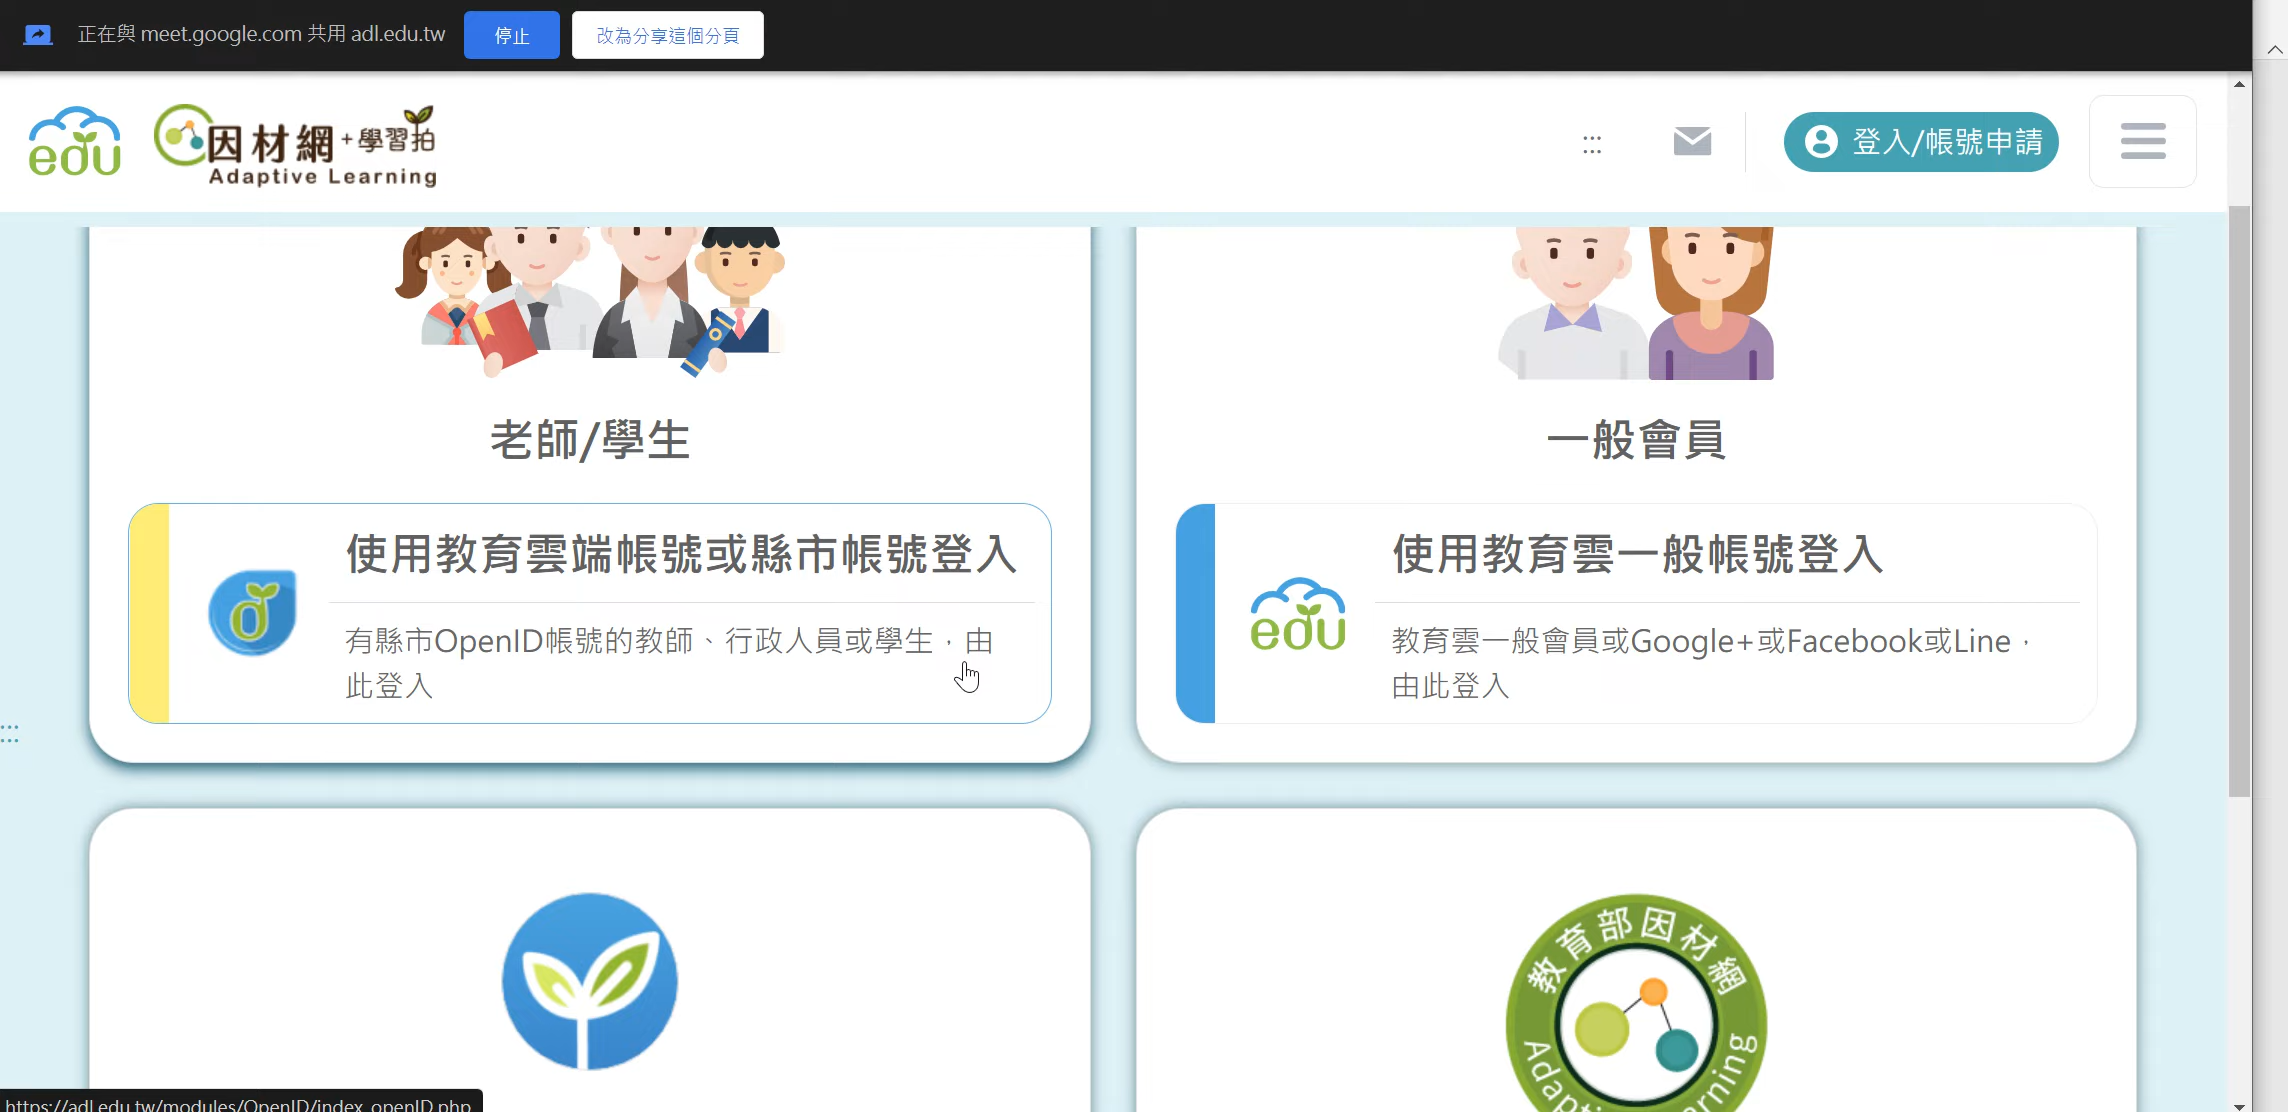 正在與 meet.google.com 共用 adl.edu.tw
停止
改為分享這個分頁
edu
因材網+學習拍
Adaptive Learning
登入/帳號申請
老師/學生
使用教育雲端帳號或縣市帳號登入
有縣市OpenID帳號的教師、行政人員或學生，由
此登入
一般會員
使用教育雲一般帳號登入
edu
教育雲一般會員或Google+或Facebook或Line，
由此登入
教育部因材網
https://adl.edu.tw/modules/OpenID/index_openID.php